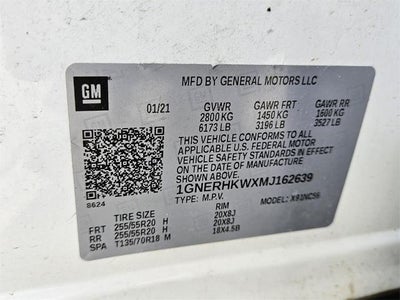 GM
MFD BY GENERAL MOTORS LLC
01/21 GVWR GAWR FRT GAWR RR
2800 KG 1450 KG 1600 KG
6173 LB 3196 LB 3527 LB
THIS VEHICLE CONFORMS TO ALL
APPLICABLE U.S. FEDERAL MOTOR
VEHICLE SAFETY STANDARDS IN EFFECT
ON THE DATE OF MANUFACTURE
SHOWN ABOVE.
1GNERHKWXMJ162639
8624 TYPE: M.P.V. MODEL:
TIRE SIZE RIM
FRT 255/55R20 H 20X8J
RR 255/55R20 H 20X8J
SPA T135/70R18 M 18X4.5B